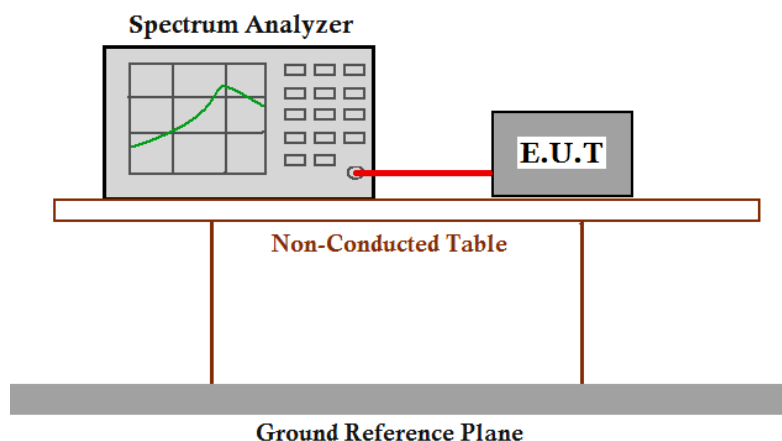 Spectrum Analyzer
E.U.T
Non-Conducted Table
Ground Reference Plane